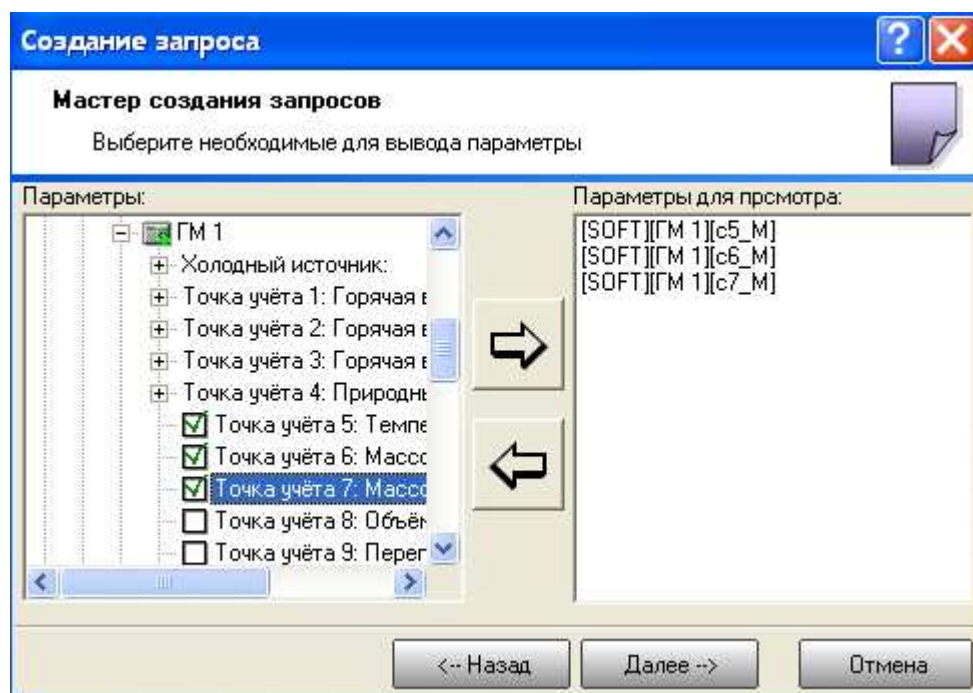 Создание запроса
Мастер создания запросов
Выберите необходимые для вывода параметры
Параметры:
Параметры для прсмотра:
ГМ 1
Холодный источник:
Точка учёта 1: Горячая в
Точка учёта 2: Горячая в
Точка учёта 3: Горячая в
Точка учёта 4: Природнь
Точка учёта 5: Темпе
Точка учёта 6: Массо
Точка учёта 7: Массо
Точка учёта 8: Объём
Точка учёта 9: Переп
[SOFT][ГМ 1][c5_M]
[SOFT][ГМ 1][c6_M]
[SOFT][ГМ 1][c7_M]
<-- Назад
Далее -->
Отмена